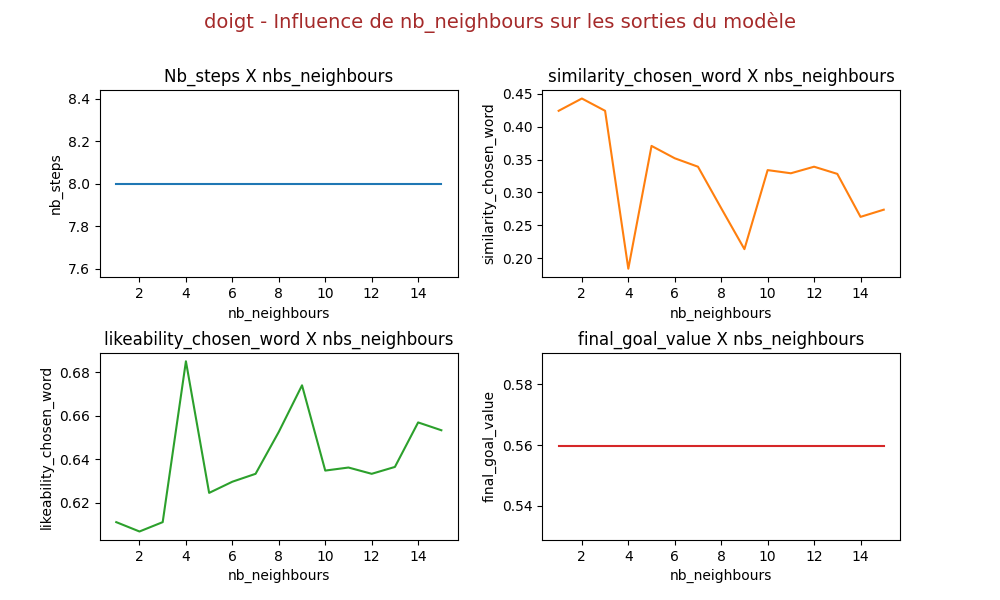 doigt - Influence de nb_neighbours sur les sorties du modèle
Nb_steps X nbs_neighbours
8.4
8.2
8.0
7.8
7.6
nb_steps
2 4 6 8 10 12 14
nb_neighbours
similarity_chosen_word X nbs_neighbours
0.45
0.40
0.35
0.30
0.25
0.20
similarity_chosen_word
2 4 6 8 10 12 14
nb_neighbours
likeability_chosen_word X nbs_neighbours
0.68
0.66
0.64
0.62
likeability_chosen_word
2 4 6 8 10 12 14
nb_neighbours
final_goal_value X nbs_neighbours
0.58
0.56
0.54
final_goal_value
2 4 6 8 10 12 14
nb_neighbours